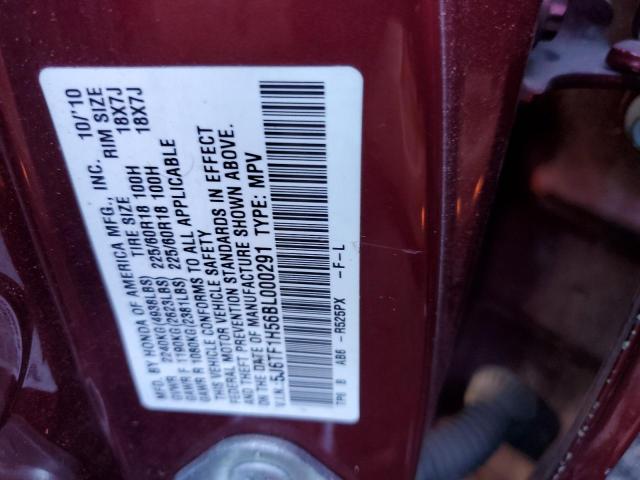 MFD. BY HONDA OF AMERICA MFG., INC. 10/'10
GVWR 2240KG(4938LBS) TIRE SIZE RIM SIZE
GAWR F 1190KG(2623LBS) 225/60R18 100H 18X7J
GAWR R 1080KG(2381LBS) 225/60R18 100H 18X7J
THIS VEHICLE CONFORMS TO ALL APPLICABLE
FEDERAL MOTOR VEHICLE SAFETY
AND THEFT PREVENTION STANDARDS IN EFFECT
ON THE DATE OF MANUFACTURE SHOWN ABOVE.
V.I.N.: 5J6TF1H56BL000291 TYPE: MPV
TP6 B AB6 -R525PX -F-L